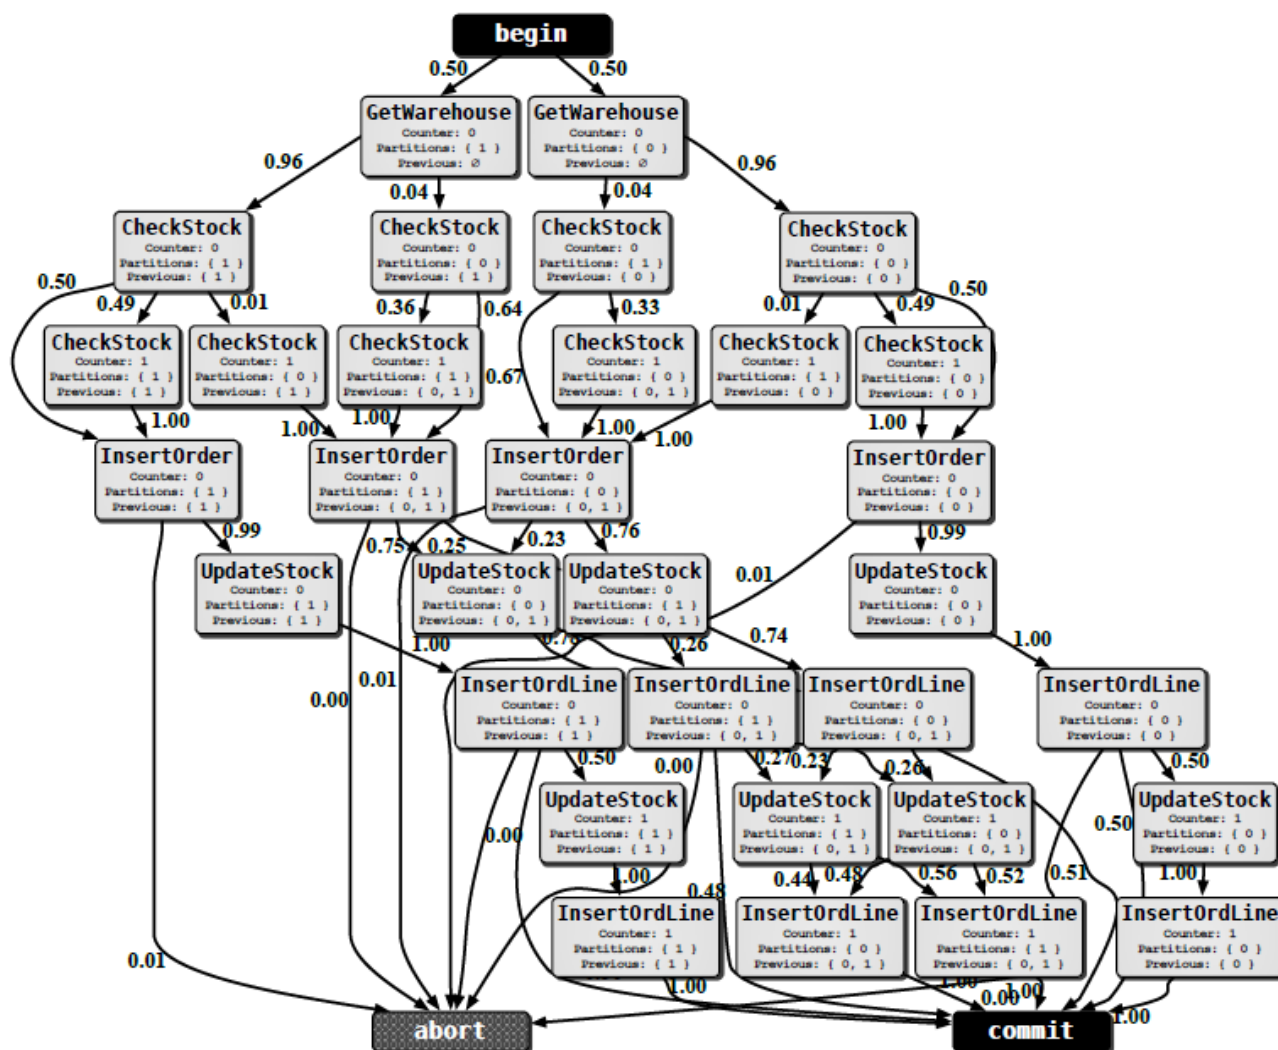 begin
0.50 0.50
GetWarehouse
Counter: 0
Partitions: { 1 }
Previous: ∅
GetWarehouse
Counter: 0
Partitions: { 0 }
Previous: ∅
0.96 0.04 0.04 0.96
CheckStock
Counter: 0
Partitions: { 1 }
Previous: { 1 }
CheckStock
Counter: 0
Partitions: { 0 }
Previous: { 1 }
CheckStock
Counter: 0
Partitions: { 1 }
Previous: { 0 }
CheckStock
Counter: 0
Partitions: { 0 }
Previous: { 0 }
0.50 0.49 0.01 0.36 0.64 0.33 0.01 0.49 0.50
CheckStock
Counter: 1
Partitions: { 1 }
Previous: { 1 }
CheckStock
Counter: 1
Partitions: { 0 }
Previous: { 1 }
CheckStock
Counter: 1
Partitions: { 1 }
Previous: { 0, 1 }
CheckStock
Counter: 1
Partitions: { 0 }
Previous: { 0, 1 }
CheckStock
Counter: 1
Partitions: { 1 }
Previous: { 0 }
CheckStock
Counter: 1
Partitions: { 0 }
Previous: { 0 }
0.67
1.00 1.00 1.00 1.00 1.00 1.00
InsertOrder
Counter: 0
Partitions: { 1 }
Previous: { 1 }
InsertOrder
Counter: 0
Partitions: { 1 }
Previous: { 0, 1 }
InsertOrder
Counter: 0
Partitions: { 0 }
Previous: { 0, 1 }
InsertOrder
Counter: 0
Partitions: { 0 }
Previous: { 0 }
0.99 0.75 0.25 0.23 0.76 0.01 0.99
UpdateStock
Counter: 0
Partitions: { 1 }
Previous: { 1 }
UpdateStock
Counter: 0
Partitions: { 0 }
Previous: { 0, 1 }
UpdateStock
Counter: 0
Partitions: { 1 }
Previous: { 0, 1 }
UpdateStock
Counter: 0
Partitions: { 0 }
Previous: { 0 }
1.00 0.26 0.74 1.00
0.00 0.01
InsertOrdLine
Counter: 0
Partitions: { 1 }
Previous: { 1 }
InsertOrdLine
Counter: 0
Partitions: { 1 }
Previous: { 0, 1 }
InsertOrdLine
Counter: 0
Partitions: { 0 }
Previous: { 0, 1 }
InsertOrdLine
Counter: 0
Partitions: { 0 }
Previous: { 0 }
0.50 0.00 0.27 0.23 0.26 0.50
UpdateStock
Counter: 1
Partitions: { 1 }
Previous: { 1 }
UpdateStock
Counter: 1
Partitions: { 1 }
Previous: { 0, 1 }
UpdateStock
Counter: 1
Partitions: { 0 }
Previous: { 0, 1 }
UpdateStock
Counter: 1
Partitions: { 0 }
Previous: { 0 }
0.00 0.50
1.00 0.48 0.44 0.48 0.56 0.52 0.51 1.00
InsertOrdLine
Counter: 1
Partitions: { 1 }
Previous: { 1 }
InsertOrdLine
Counter: 1
Partitions: { 0 }
Previous: { 0, 1 }
InsertOrdLine
Counter: 1
Partitions: { 1 }
Previous: { 0, 1 }
InsertOrdLine
Counter: 1
Partitions: { 0 }
Previous: { 0 }
0.01 1.00 1.00 0.00 1.00 1.00
abort
commit